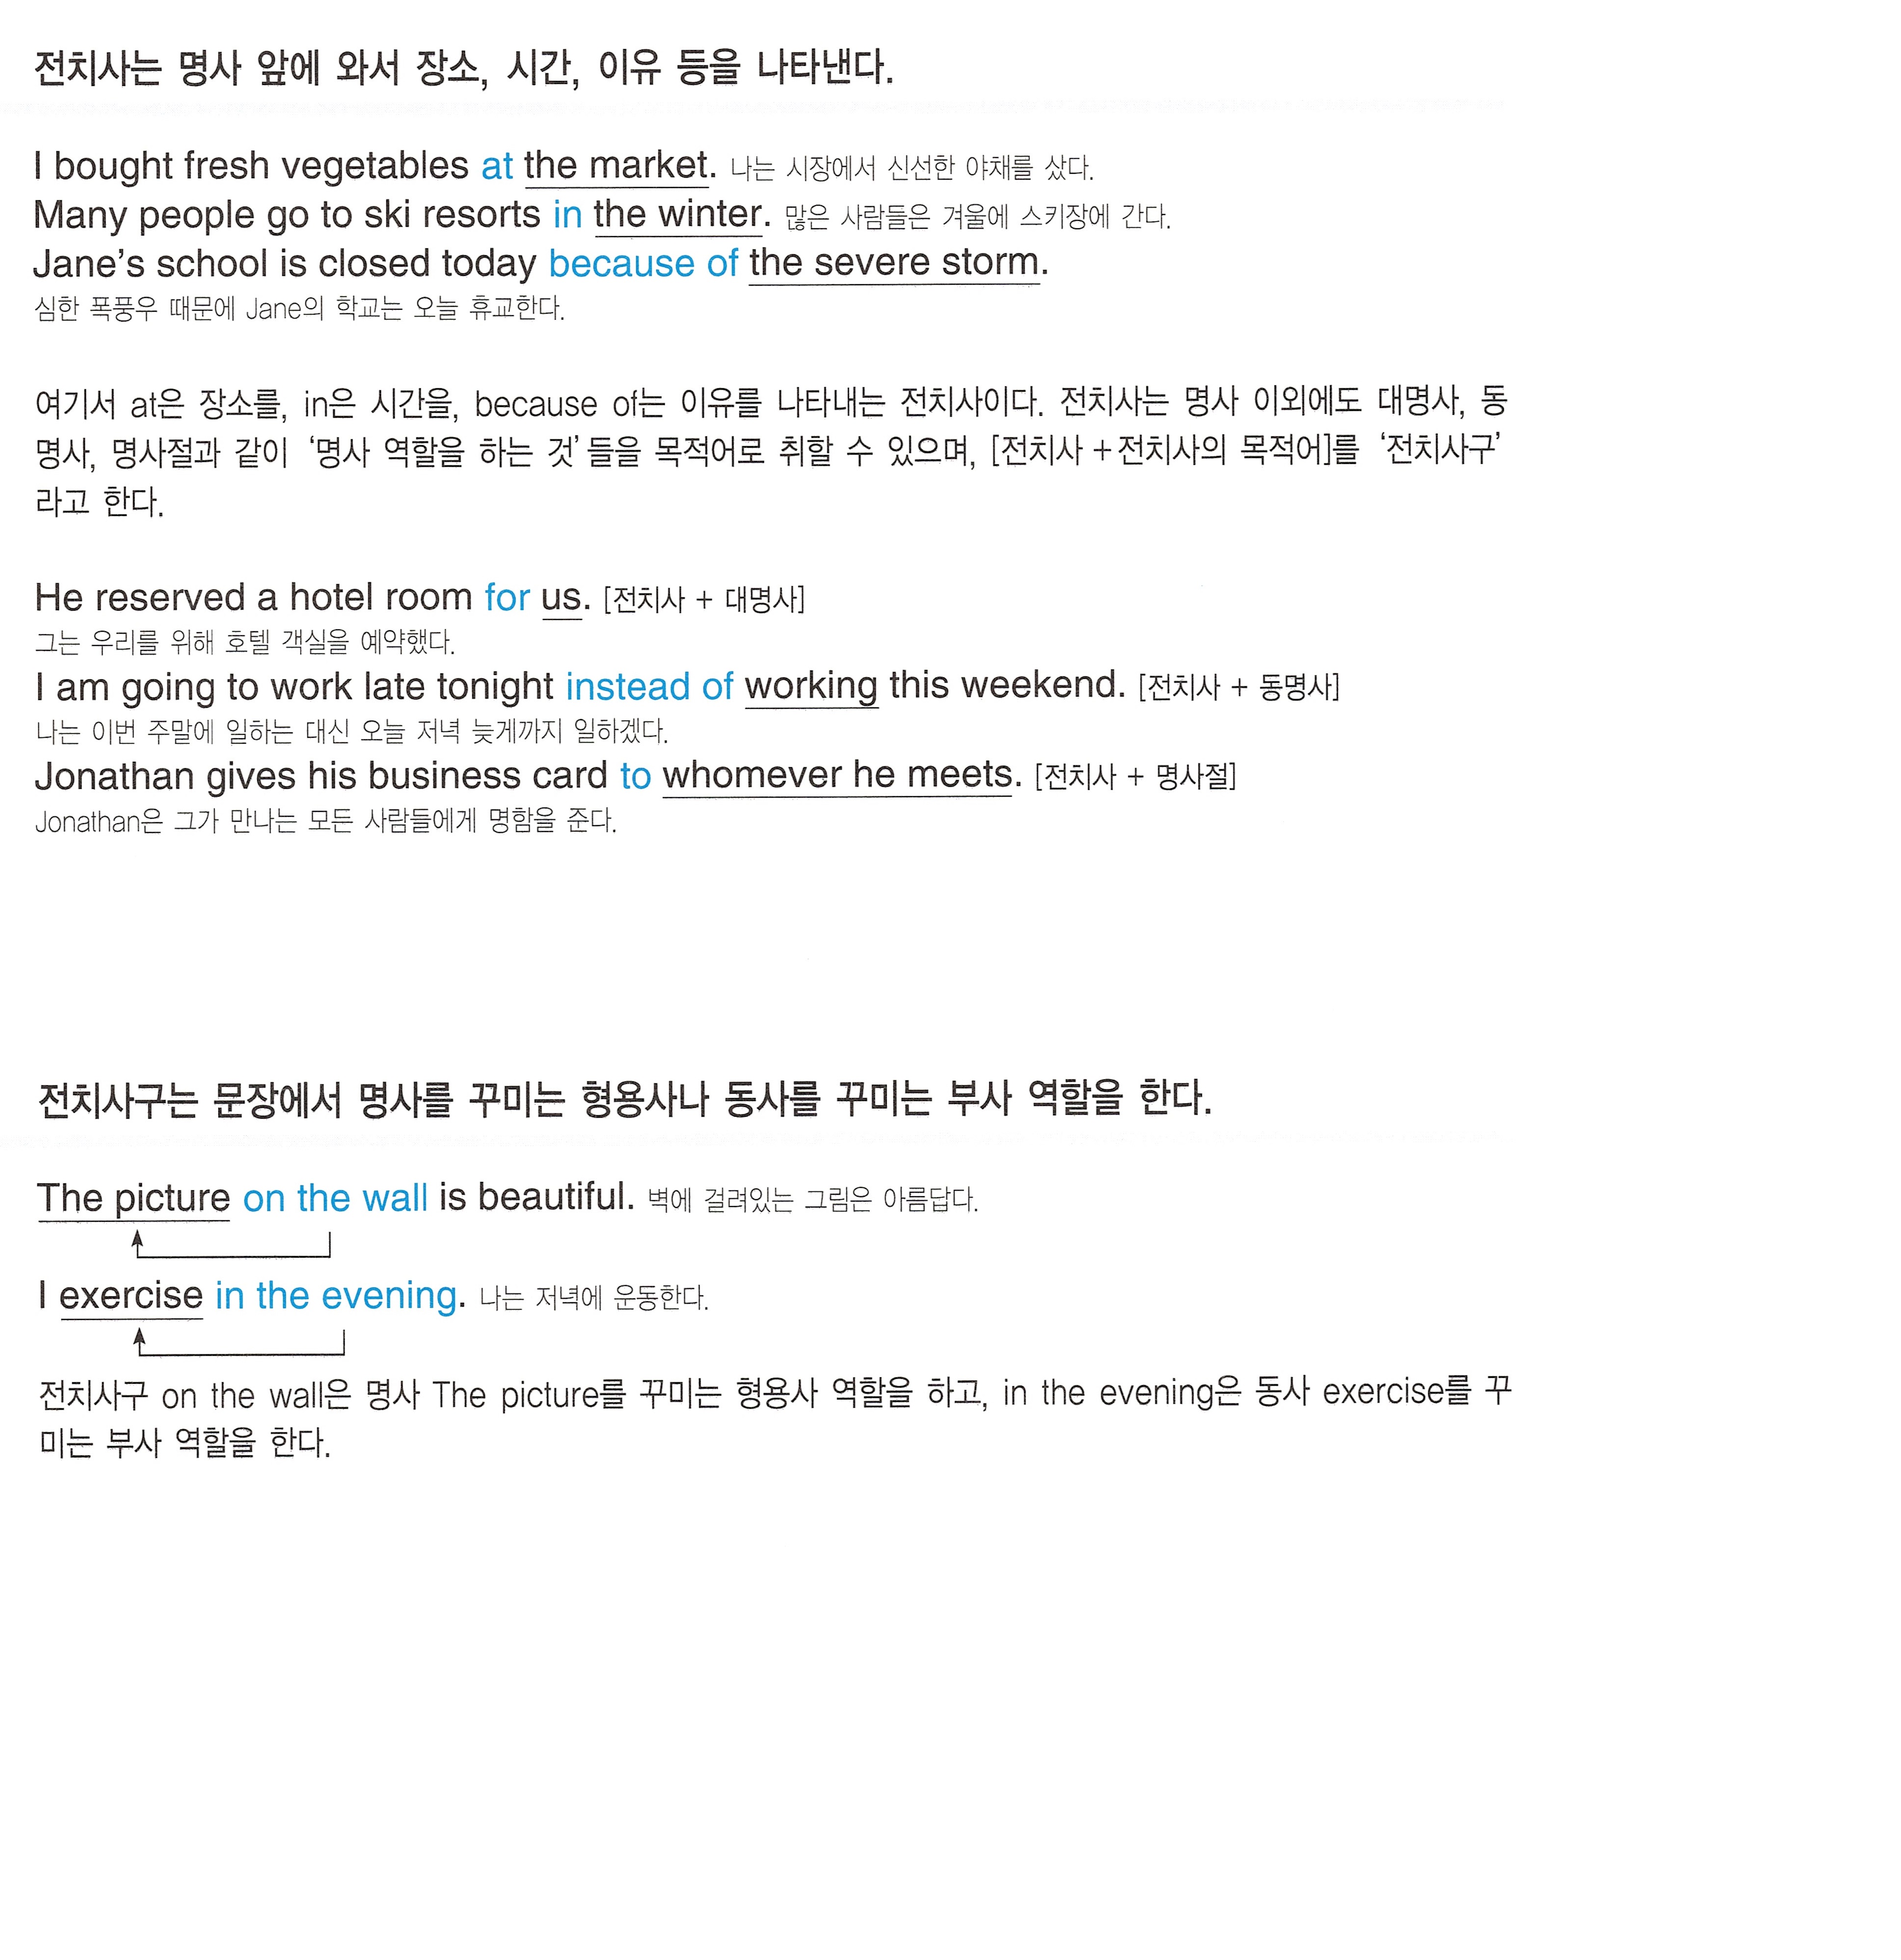 전치사는 명사 앞에 와서 장소, 시간, 이유 등을 나타낸다.
I bought fresh vegetables at the market. 나는 시장에서 신선한 야채를 샀다.
Many people go to ski resorts in the winter. 많은 사람들은 겨울에 스키장에 간다.
Jane's school is closed today because of the severe storm.
심한 폭풍우 때문에 Jane의 학교는 오늘 휴교한다.
여기서 at은 장소를, in은 시간을, because of는 이유를 나타내는 전치사이다. 전치사는 명사 이외에도 대명사, 동
명사, 명사절과 같이 ‘명사 역할을 하는 것’ 들을 목적어로 취할 수 있으며, [전치사 +전치사의 목적어]를 ‘전치사구’
라고 한다.
He reserved a hotel room for us. [전치사 + 대명사]
그는 우리를 위해 호텔 객실을 예약했다.
I am going to work late tonight instead of working this weekend. [전치사 + 동명사]
나는 이번 주말에 일하는 대신 오늘 저녁 늦게까지 일하겠다.
Jonathan gives his business card to whomever he meets. [전치사 + 명사절]
Jonathan은 그가 만나는 모든 사람들에게 명함을 준다.
전치사구는 문장에서 명사를 꾸미는 형용사나 동사를 꾸미는 부사 역할을 한다.
The picture on the wall is beautiful. 벽에 걸려있는 그림은 아름답다.
I exercise in the evening. 나는 저녁에 운동한다.
전치사구 on the wall은 명사 The picture를 꾸미는 형용사 역할을 하고, in the evening은 동사 exercise를 꾸
미는 부사 역할을 한다.